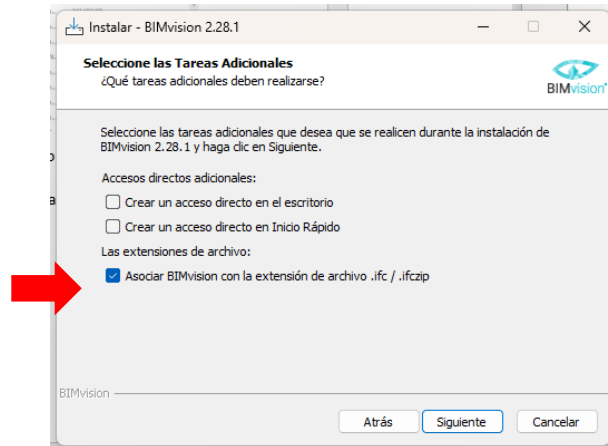 Instalar - BIMvision 2.28.1
Seleccione las Tareas Adicionales
¿Qué tareas adicionales deben realizarse?
BIMvision
Seleccione las tareas adicionales que desea que se realicen durante la instalación de
BIMvision 2.28.1 y haga clic en Siguiente.
Accesos directos adicionales:
Crear un acceso directo en el escritorio
Crear un acceso directo en Inicio Rápido
Las extensiones de archivo:
Asociar BIMvision con la extensión de archivo .ifc / .ifczip
BIMvision
Atrás
Siguiente
Cancelar